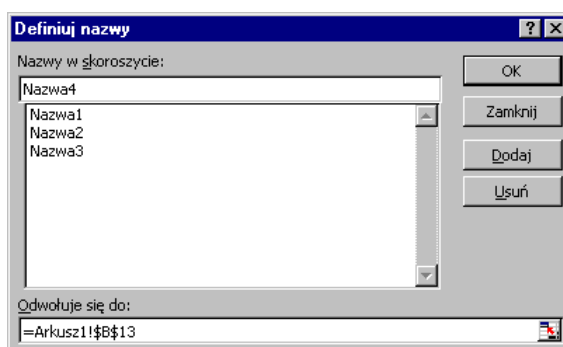 Definiuj nazwy
Nazwy w skoroszycie:
OK
Nazwa4
Nazwa1
Zamknij
Nazwa2
Nazwa3
Dodaj
Usuń
Odwołuje się do:
=Arkusz1!$B$13